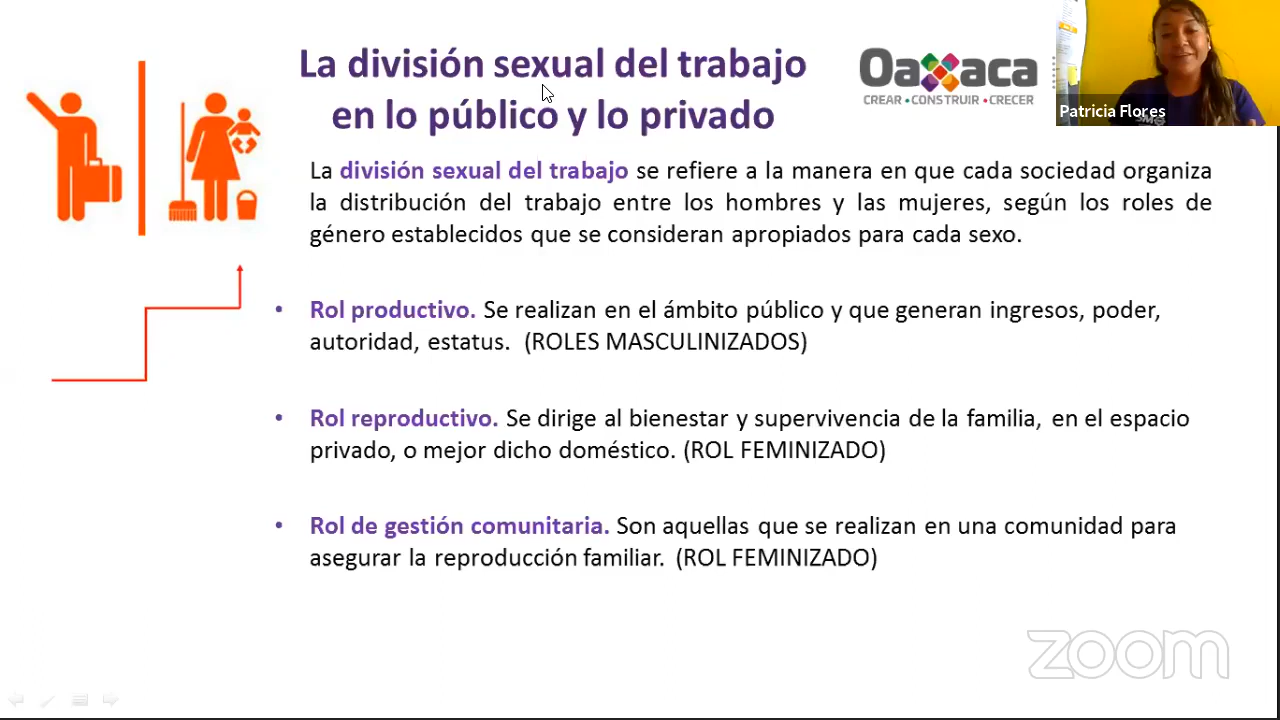 La división sexual del trabajo
en lo público y lo privado
Oaxaca
CREAR • CONSTRUIR • CRECER
Patricia Flores
La división sexual del trabajo se refiere a la manera en que cada sociedad organiza
la distribución del trabajo entre los hombres y las mujeres, según los roles de
género establecidos que se consideran apropiados para cada sexo.
• Rol productivo. Se realizan en el ámbito público y que generan ingresos, poder,
autoridad, estatus. (ROLES MASCULINIZADOS)
• Rol reproductivo. Se dirige al bienestar y supervivencia de la familia, en el espacio
privado, o mejor dicho doméstico. (ROL FEMINIZADO)
• Rol de gestión comunitaria. Son aquellas que se realizan en una comunidad para
asegurar la reproducción familiar. (ROL FEMINIZADO)
zoom